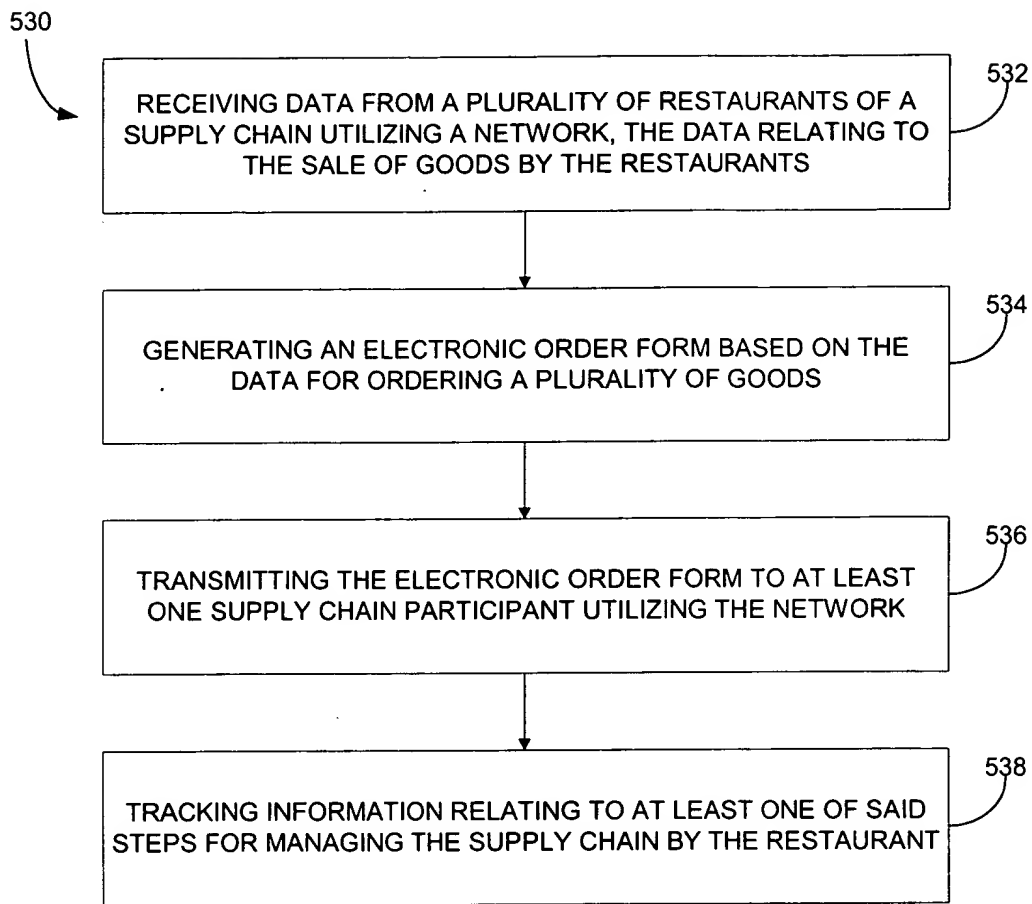 530
532
RECEIVING DATA FROM A PLURALITY OF RESTAURANTS OF A
SUPPLY CHAIN UTILIZING A NETWORK, THE DATA RELATING TO
THE SALE OF GOODS BY THE RESTAURANTS
534
GENERATING AN ELECTRONIC ORDER FORM BASED ON THE
DATA FOR ORDERING A PLURALITY OF GOODS
536
TRANSMITTING THE ELECTRONIC ORDER FORM TO AT LEAST
ONE SUPPLY CHAIN PARTICIPANT UTILIZING THE NETWORK
538
TRACKING INFORMATION RELATING TO AT LEAST ONE OF SAID
STEPS FOR MANAGING THE SUPPLY CHAIN BY THE RESTAURANT